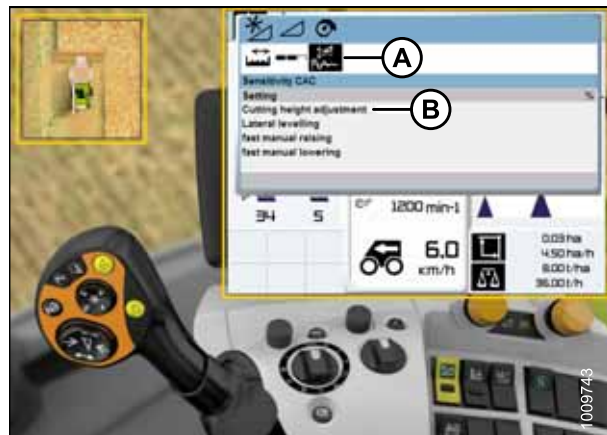 A
Sensitivity CAC
Setting %
Cutting height adjustment
B
Lateral levelling
fast manual raising
fast manual lowering
34 5
1200 min-1
6.0
km/h
0.03 ha
4.50 ha/h
8.00 t/ha
36.00 t/h
1009743